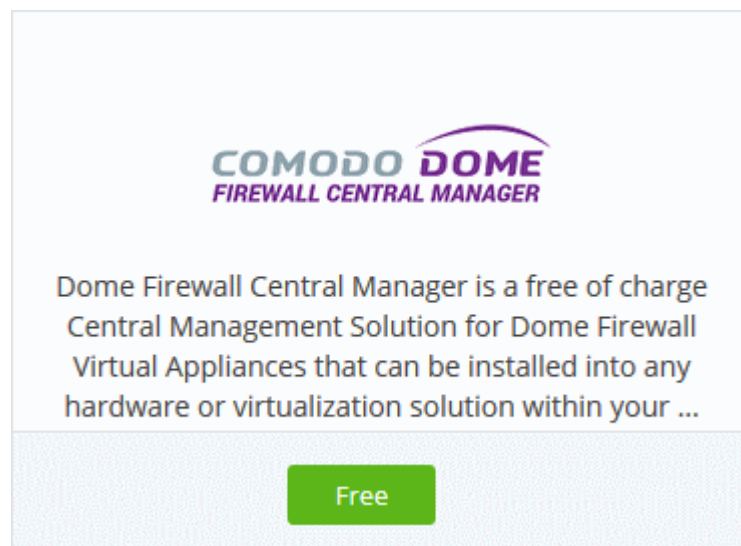 COMODO DOME
FIREWALL CENTRAL MANAGER
Dome Firewall Central Manager is a free of charge
Central Management Solution for Dome Firewall
Virtual Appliances that can be installed into any
hardware or virtualization solution within your ...
Free